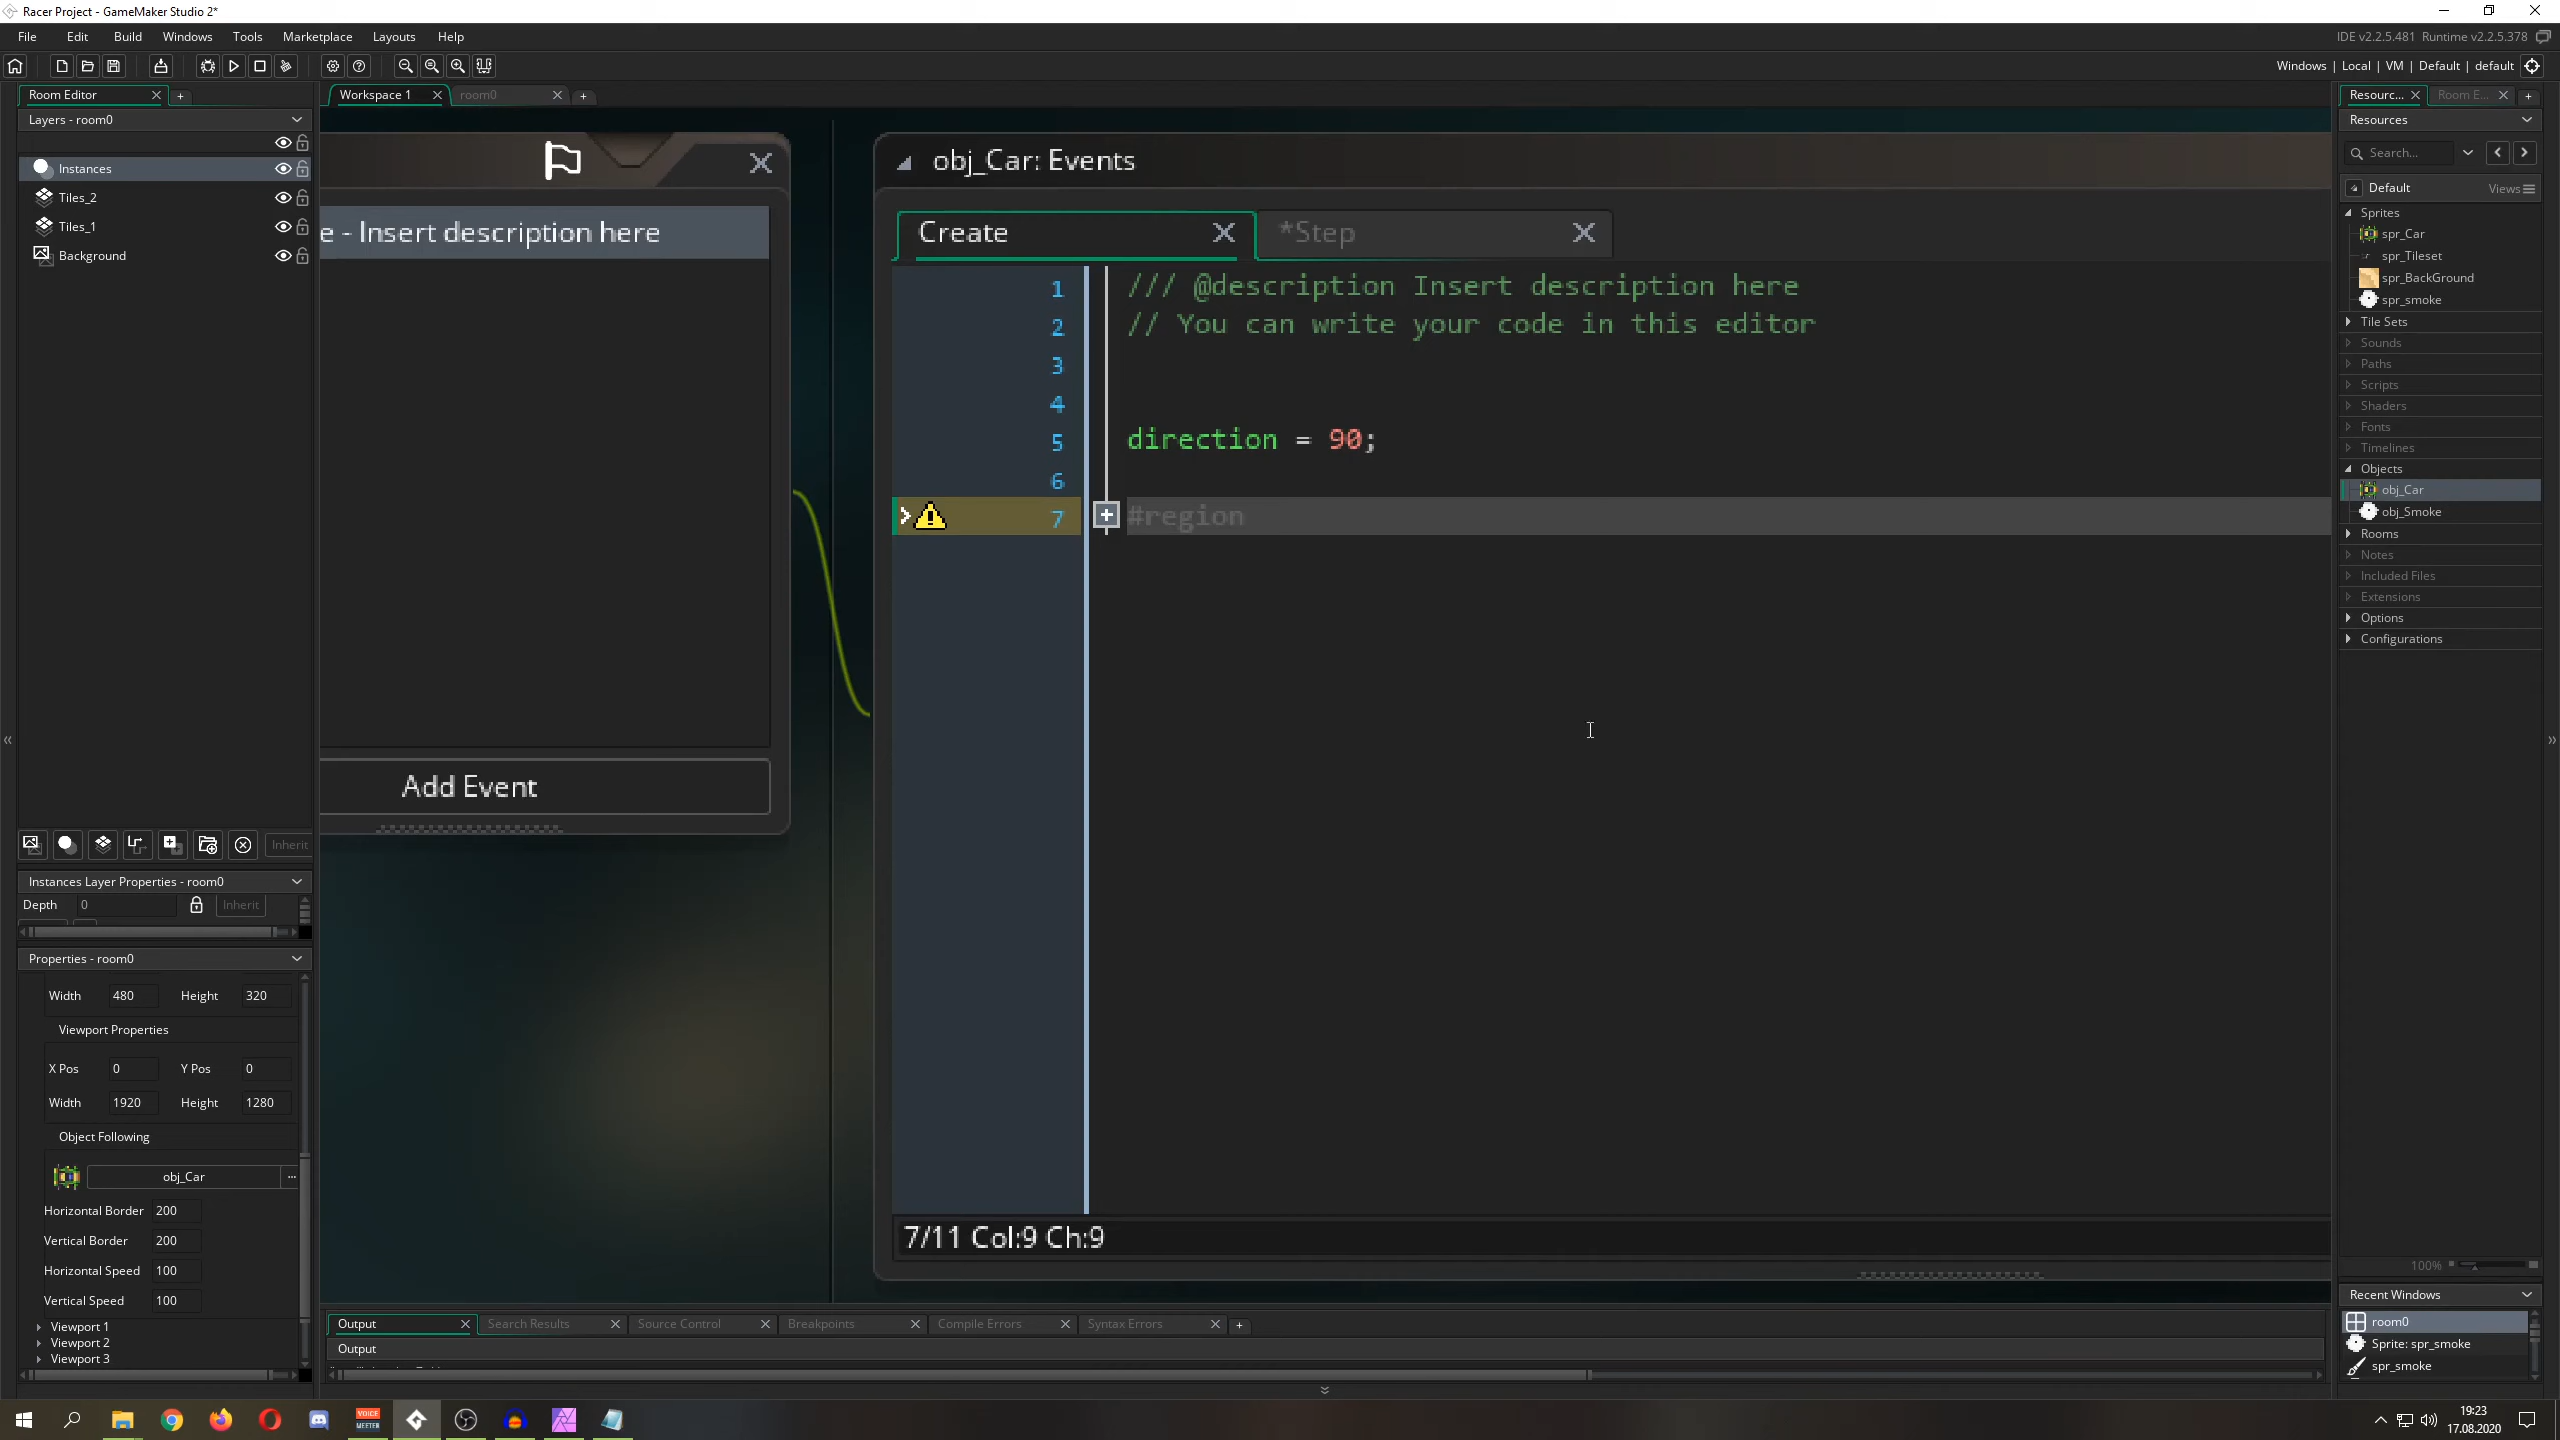 Racer Project - GameMaker Studio 2*
File Edit Build Windows Tools Marketplace Layouts Help
IDE v2.2.5.481 Runtime v2.2.5.378
Windows | Local | VM | Default | default
Room Editor
Workspace 1
room0
Resourc...
Room E...
Layers - room0
Instances
Tiles_2
Tiles_1
Background
Inherit
Instances Layer Properties - room0
Depth 0 Inherit
Properties - room0
Width 480 Height 320
Viewport Properties
X Pos 0 Y Pos 0
Width 1920 Height 1280
Object Following
obj_Car ...
Horizontal Border 200
Vertical Border 200
Horizontal Speed 100
Vertical Speed 100
Viewport 1
Viewport 2
Viewport 3
e - Insert description here
Add Event
obj_Car: Events
Create
*Step
1 /// @description Insert description here
2 // You can write your code in this editor
3
4
5 direction = 90;
6
7 #region
7/11 Col:9 Ch:9
Output
Search Results
Source Control
Breakpoints
Compile Errors
Syntax Errors
Output
Resources
Search...
Default Views
Sprites
spr_Car
spr_Tileset
spr_BackGround
spr_smoke
Tile Sets
Sounds
Paths
Scripts
Shaders
Fonts
Timelines
Objects
obj_Car
obj_Smoke
Rooms
Notes
Included Files
Extensions
Options
Configurations
100%
Recent Windows
room0
Sprite: spr_smoke
spr_smoke
VOICE
MEETER
19:23
17.08.2020